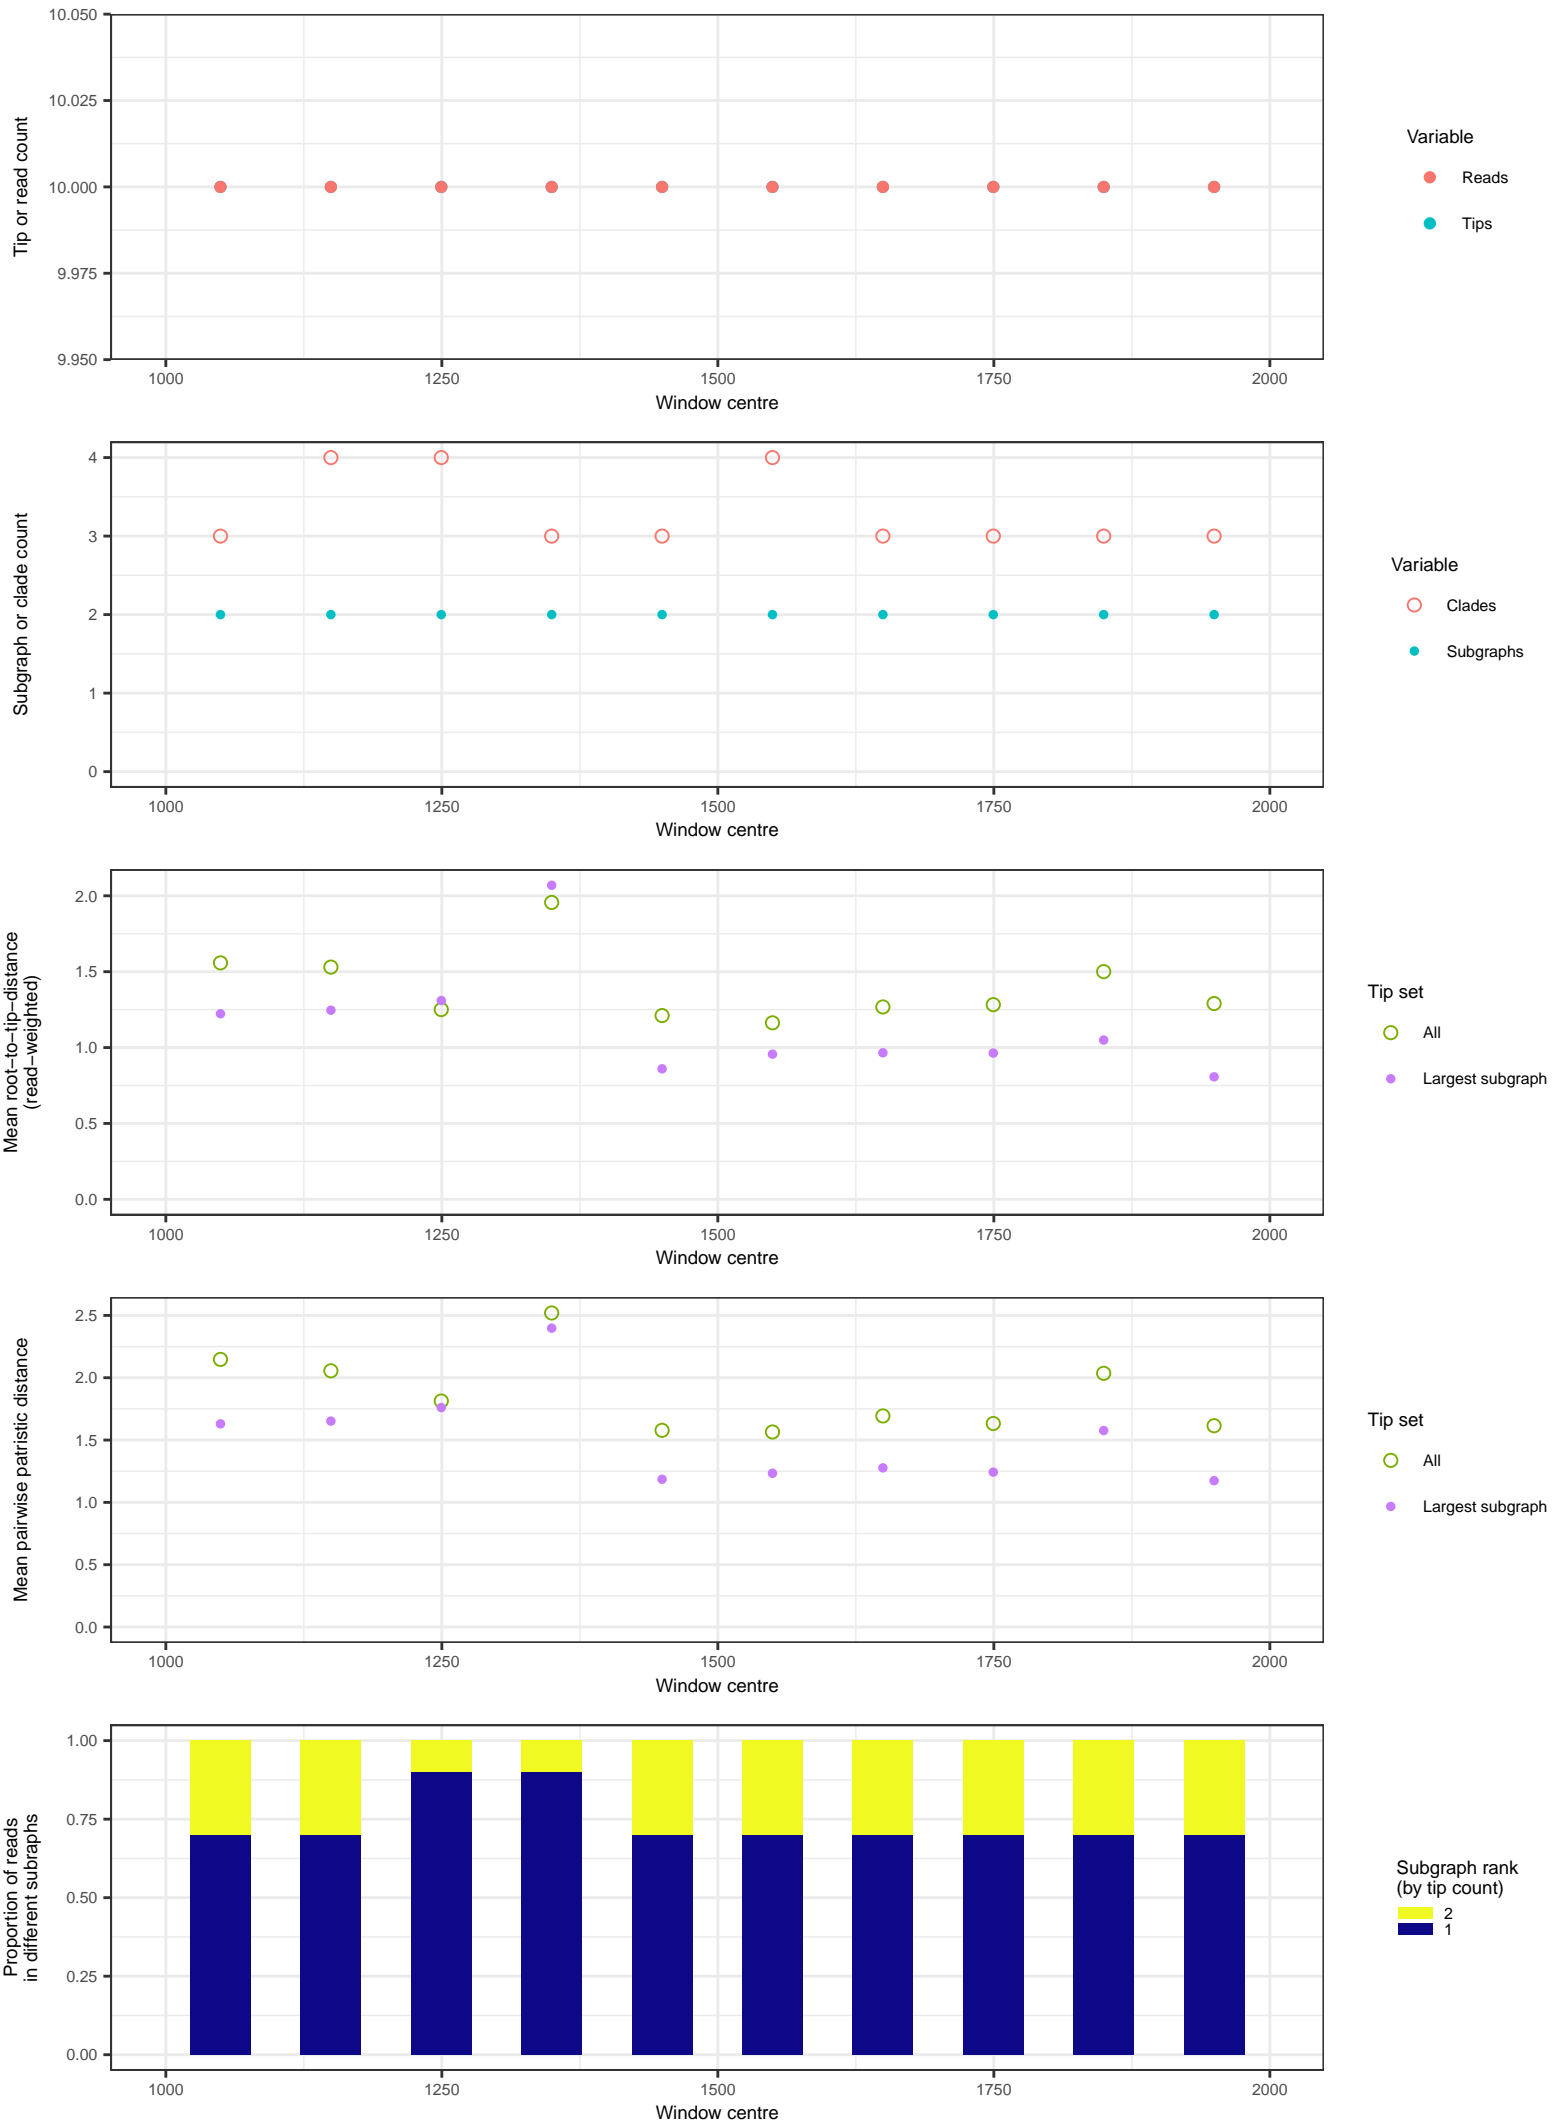 10.050
10.025
10.000
9.975
9.950
Tip or read count
1000 1250 1500 1750 2000
Window centre
Variable
Reads
Tips
4
3
2
1
0
Subgraph or clade count
1000 1250 1500 1750 2000
Window centre
Variable
Clades
Subgraphs
2.0
1.5
1.0
0.5
0.0
Mean root−to−tip−distance
(read−weighted)
1000 1250 1500 1750 2000
Window centre
Tip set
All
Largest subgraph
2.5
2.0
1.5
1.0
0.5
0.0
Mean pairwise patristic distance
1000 1250 1500 1750 2000
Window centre
Tip set
All
Largest subgraph
1.00
0.75
0.50
0.25
0.00
Proportion of reads
in different subraphs
1000 1250 1500 1750 2000
Window centre
Subgraph rank
(by tip count)
2
1